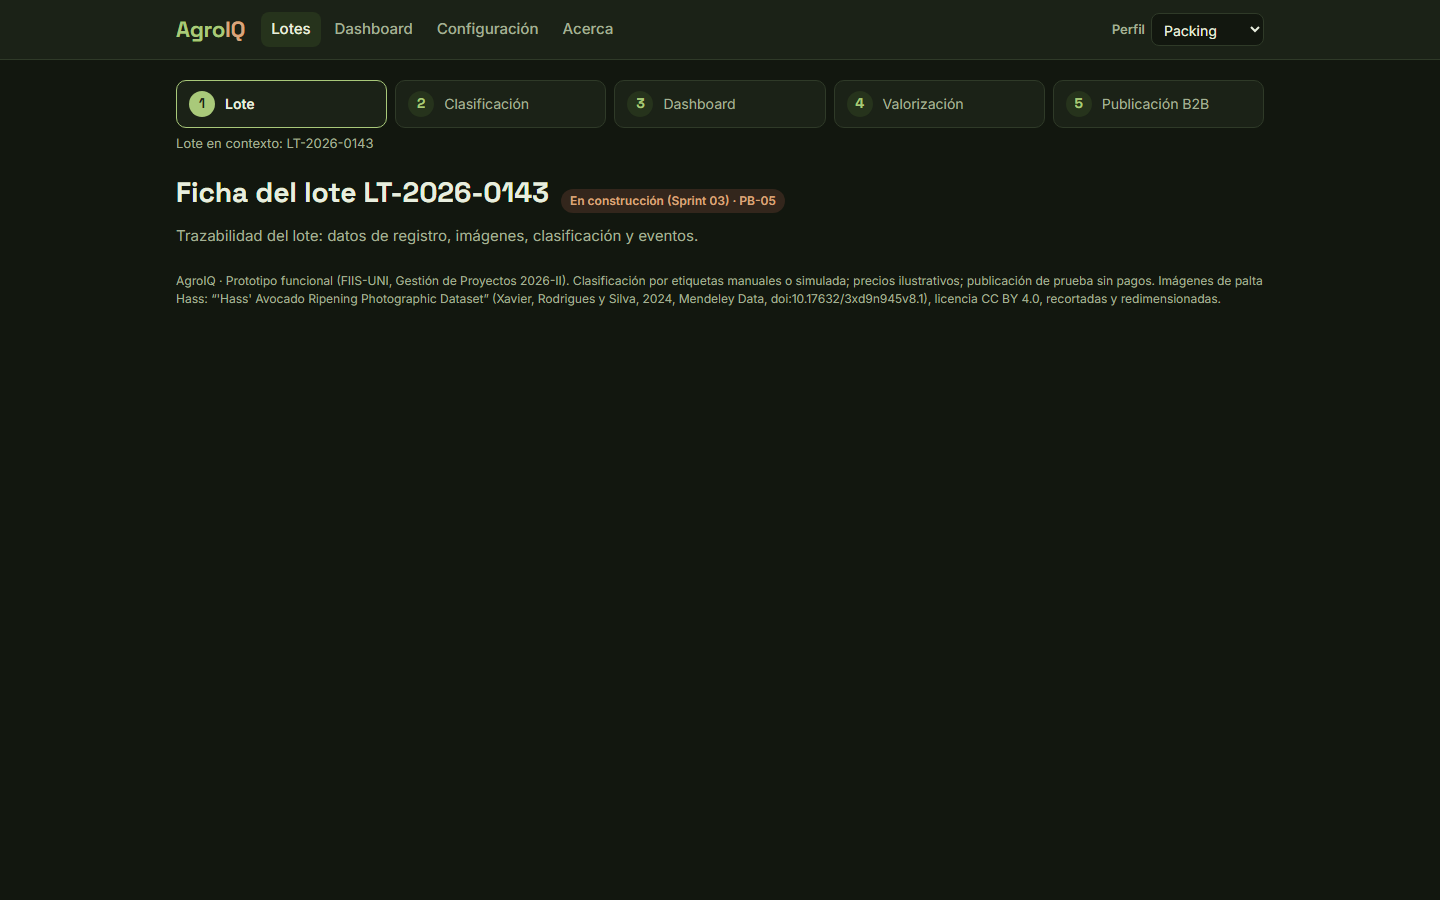 AgroIQ Lotes Dashboard Configuración Acerca Perfil Packing
1 Lote 2 Clasificación 3 Dashboard 4 Valorización 5 Publicación B2B
Lote en contexto: LT-2026-0143
Ficha del lote LT-2026-0143 En construcción (Sprint 03) · PB-05
Trazabilidad del lote: datos de registro, imágenes, clasificación y eventos.
AgroIQ · Prototipo funcional (FIIS-UNI, Gestión de Proyectos 2026-II). Clasificación por etiquetas manuales o simulada; precios ilustrativos; publicación de prueba sin pagos. Imágenes de palta
Hass: “'Hass' Avocado Ripening Photographic Dataset” (Xavier, Rodrigues y Silva, 2024, Mendeley Data, doi:10.17632/3xd9n945v8.1), licencia CC BY 4.0, recortadas y redimensionadas.